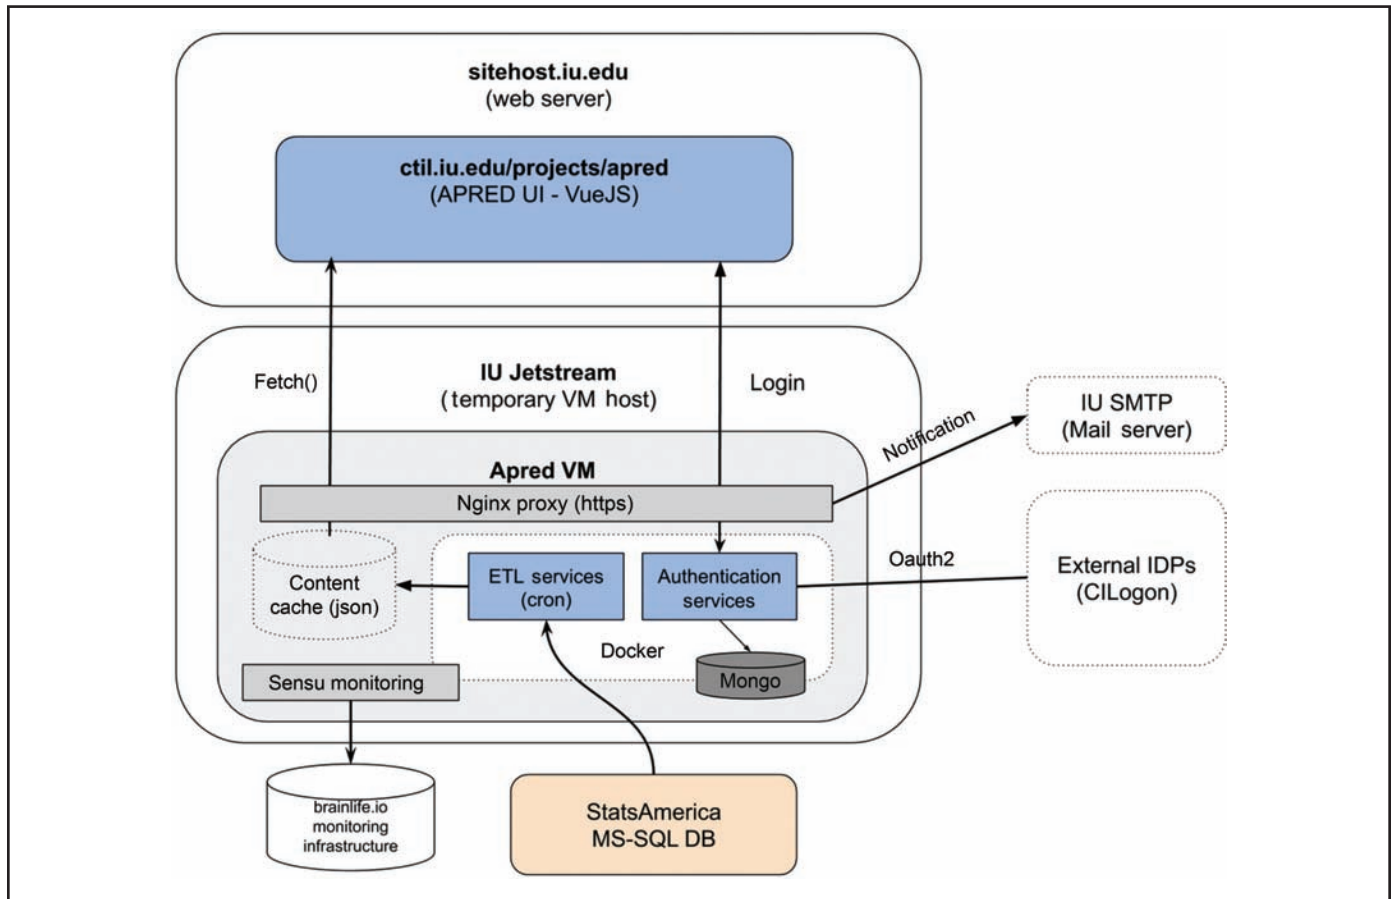 sitehost.iu.edu
(web server)
ctil.iu.edu/projects/apred
(APRED UI - VueJS)
Fetch()
IU Jetstream
(temporary VM host)
Login
Notification
IU SMTP
(Mail server)
Apred VM
Nginx proxy (https)
Content
cache (json)
ETL services
(cron)
Authentication
services
Oauth2
External IDPs
(CILogon)
Docker
Mongo
Sensu monitoring
brainlife.io
monitoring
infrastructure
StatsAmerica
MS-SQL DB